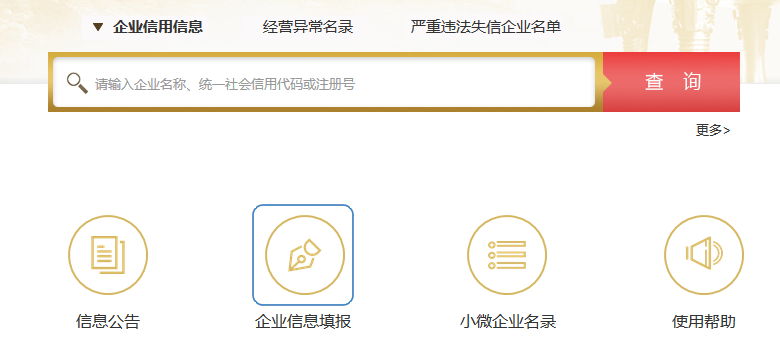 企业信用信息 经营异常名录 严重违法失信企业名单
请输入企业名称、统一社会信用代码或注册号 查 询
更多>
信息公告 企业信息填报 小微企业名录 使用帮助